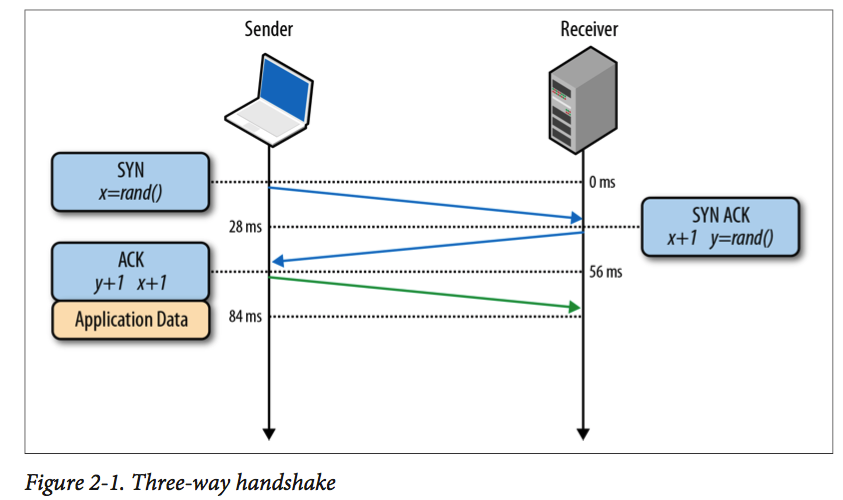 Sender
Receiver
SYN
x=rand()
0 ms
28 ms
SYN ACK
x+1 y=rand()
ACK
y+1 x+1
56 ms
Application Data
84 ms
Figure 2-1. Three-way handshake